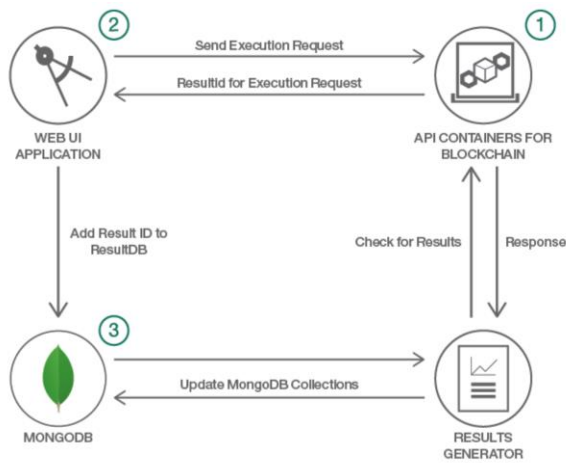 2
1
Send Execution Request
ResultId for Execution Request
WEB UI
APPLICATION
API CONTAINERS FOR
BLOCKCHAIN
Add Result ID to
ResultDB
Check for Results
Response
3
Update MongoDB Collections
MONGODB
RESULTS
GENERATOR